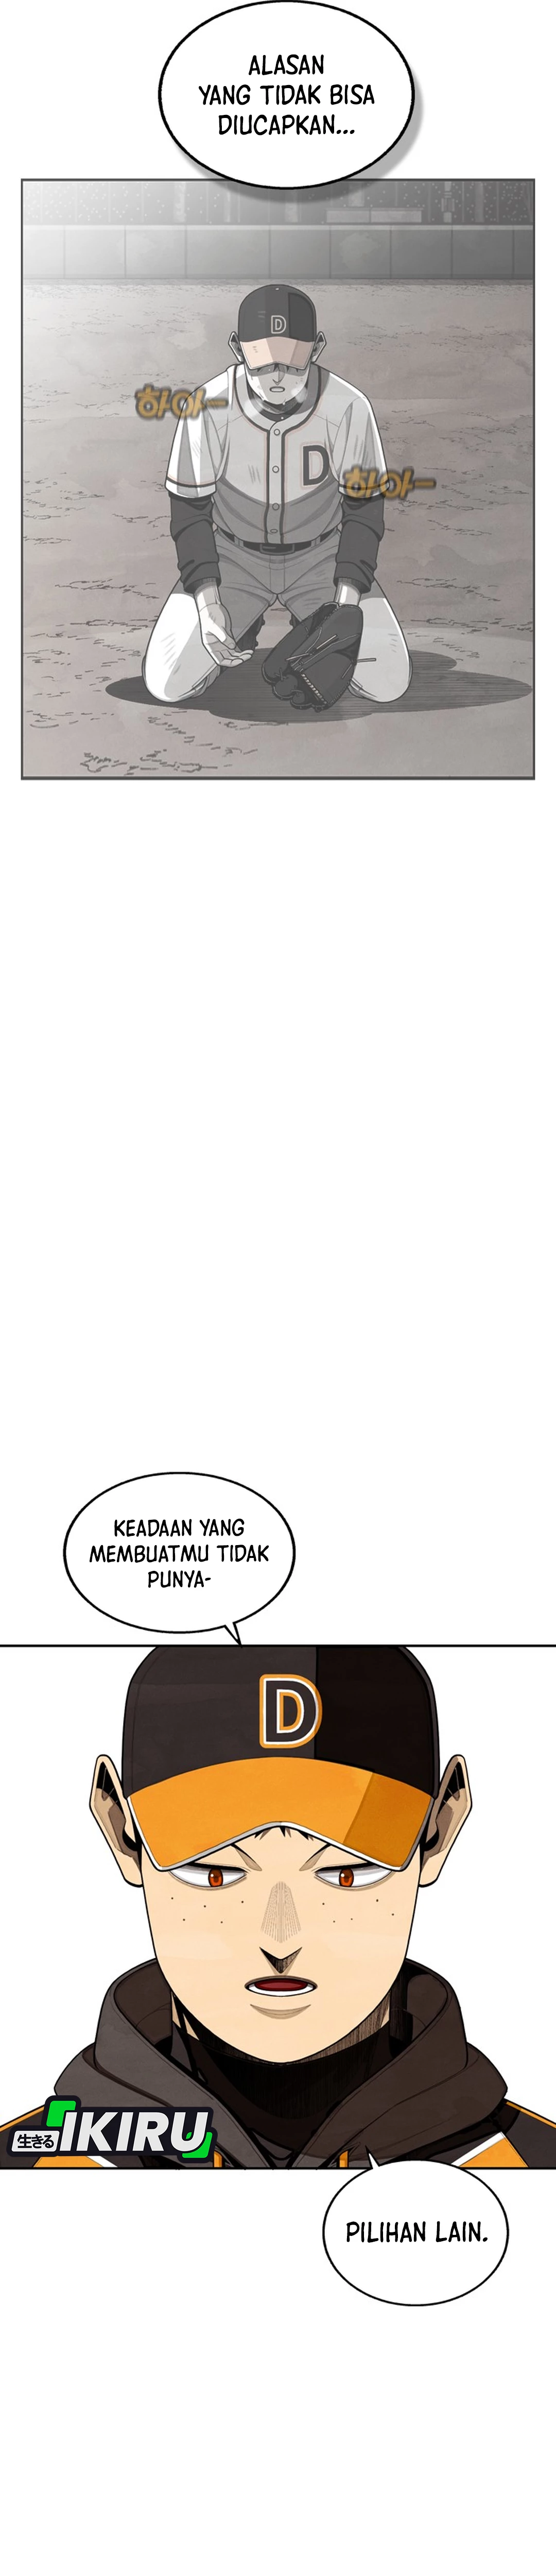 ALASAN
YANG TIDAK BISA
DIUCAPKAN...
D
하아-
D
하아-
KEADAAN YANG
MEMBUATMU TIDAK
PUNYA-
D
生きる IKIRU
PILIHAN LAIN.